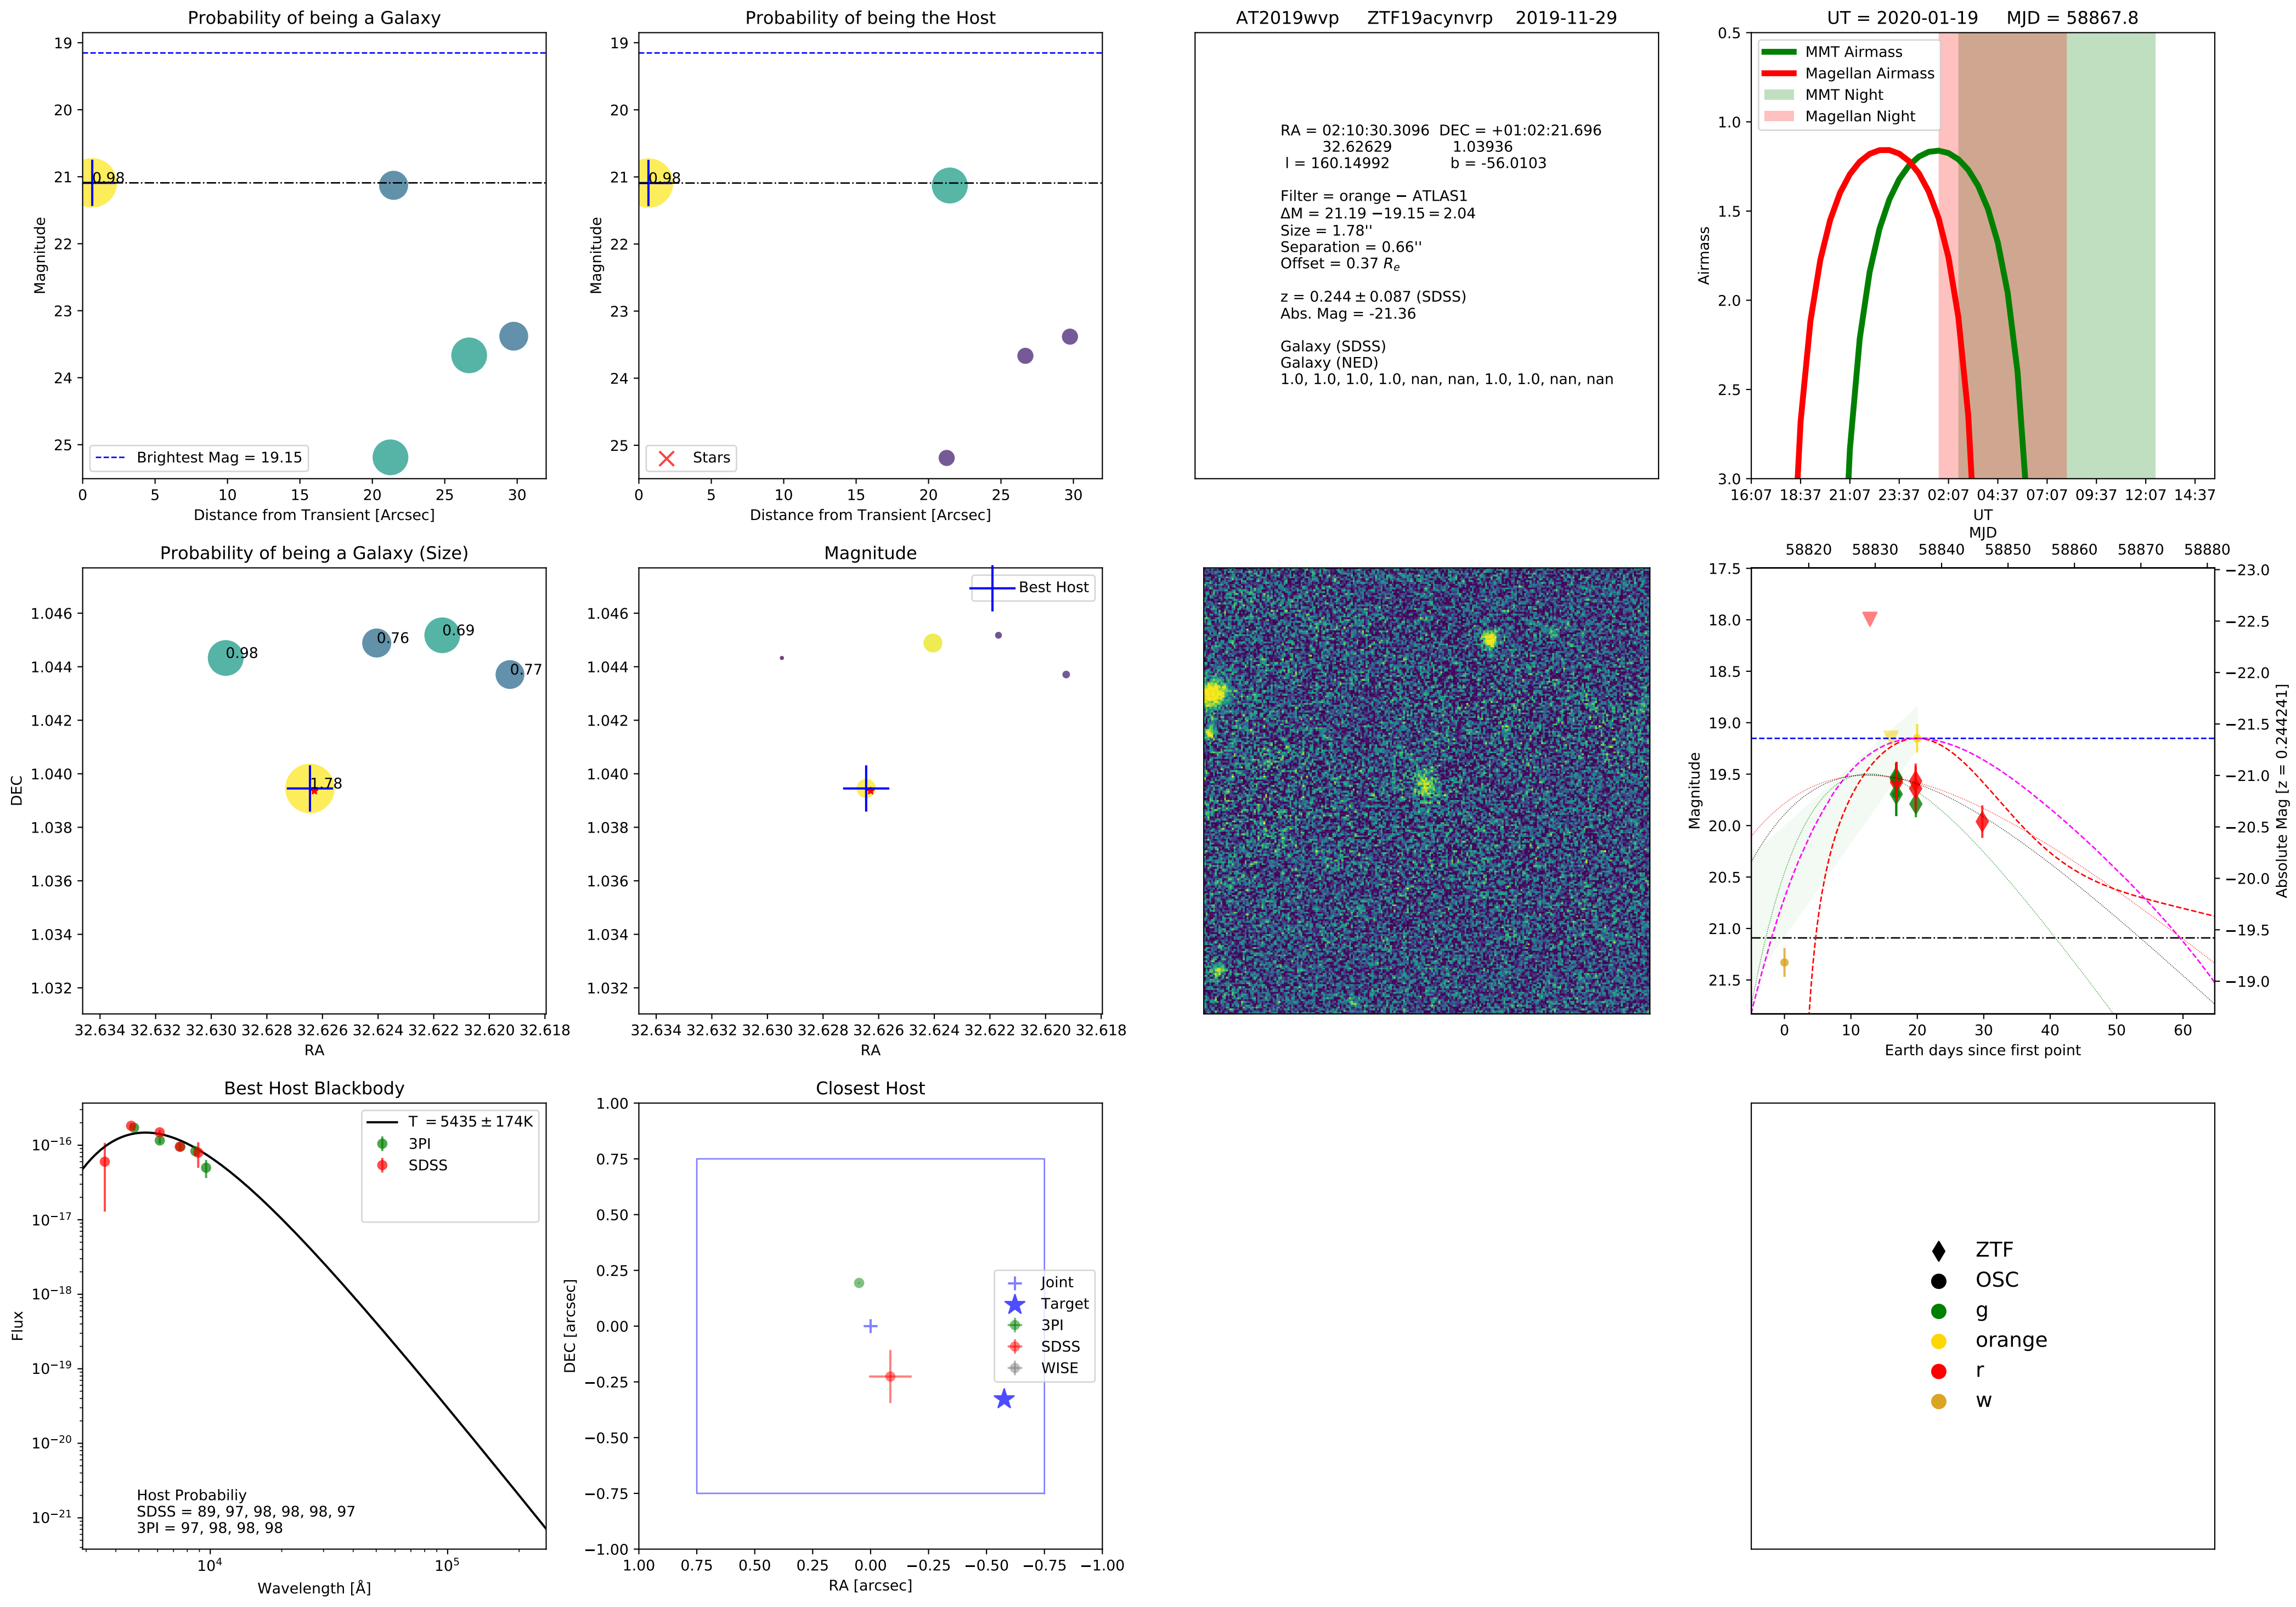 Probability of being a Galaxy
19
20
21
22
23
24
25
Magnitude
0.98
Brightest Mag = 19.15
0 5 10 15 20 25 30
Distance from Transient [Arcsec]
Probability of being the Host
19
20
21
22
23
24
25
Magnitude
0.98
Stars
0 5 10 15 20 25 30
Distance from Transient [Arcsec]
AT2019wvp ZTF19acynvrp 2019-11-29
RA = 02:10:30.3096 DEC = +01:02:21.696
32.62629 1.03936
l = 160.14992 b = -56.0103
Filter = orange − ATLAS1
ΔM = 21.19 −19.15 = 2.04
Size = 1.78''
Separation = 0.66''
Offset = 0.37 Rₑ
z = 0.244 ± 0.087 (SDSS)
Abs. Mag = -21.36
Galaxy (SDSS)
Galaxy (NED)
1.0, 1.0, 1.0, 1.0, nan, nan, 1.0, 1.0, nan, nan
UT = 2020-01-19 MJD = 58867.8
0.5
1.0
1.5
2.0
2.5
3.0
Airmass
MMT Airmass
Magellan Airmass
MMT Night
Magellan Night
16:07 18:37 21:07 23:37 02:07 04:37 07:07 09:37 12:07 14:37
UT
Probability of being a Galaxy (Size)
1.046
1.044
1.042
1.040
1.038
1.036
1.034
1.032
DEC
0.98
0.76
0.69
0.77
1.78
32.634 32.632 32.630 32.628 32.626 32.624 32.622 32.620 32.618
RA
Magnitude
1.046
1.044
1.042
1.040
1.038
1.036
1.034
1.032
Best Host
32.634 32.632 32.630 32.628 32.626 32.624 32.622 32.620 32.618
RA
MJD
58820 58830 58840 58850 58860 58870 58880
17.5
18.0
18.5
19.0
19.5
20.0
20.5
21.0
21.5
Magnitude
−23.0
−22.5
−22.0
−21.5
−21.0
−20.5
−20.0
−19.5
−19.0
Absolute Mag [z = 0.244241]
0 10 20 30 40 50 60
Earth days since first point
Best Host Blackbody
10⁻¹⁶
10⁻¹⁷
10⁻¹⁸
10⁻¹⁹
10⁻²⁰
10⁻²¹
Flux
T = 5435 ± 174K
3PI
SDSS
Host Probabiliy
SDSS = 89, 97, 98, 98, 98, 97
3PI = 97, 98, 98, 98
10⁴ 10⁵
Wavelength [Å]
Closest Host
1.00
0.75
0.50
0.25
0.00
−0.25
−0.50
−0.75
−1.00
DEC [arcsec]
Joint
Target
3PI
SDSS
WISE
1.00 0.75 0.50 0.25 0.00 −0.25 −0.50 −0.75 −1.00
RA [arcsec]
ZTF
OSC
g
orange
r
w